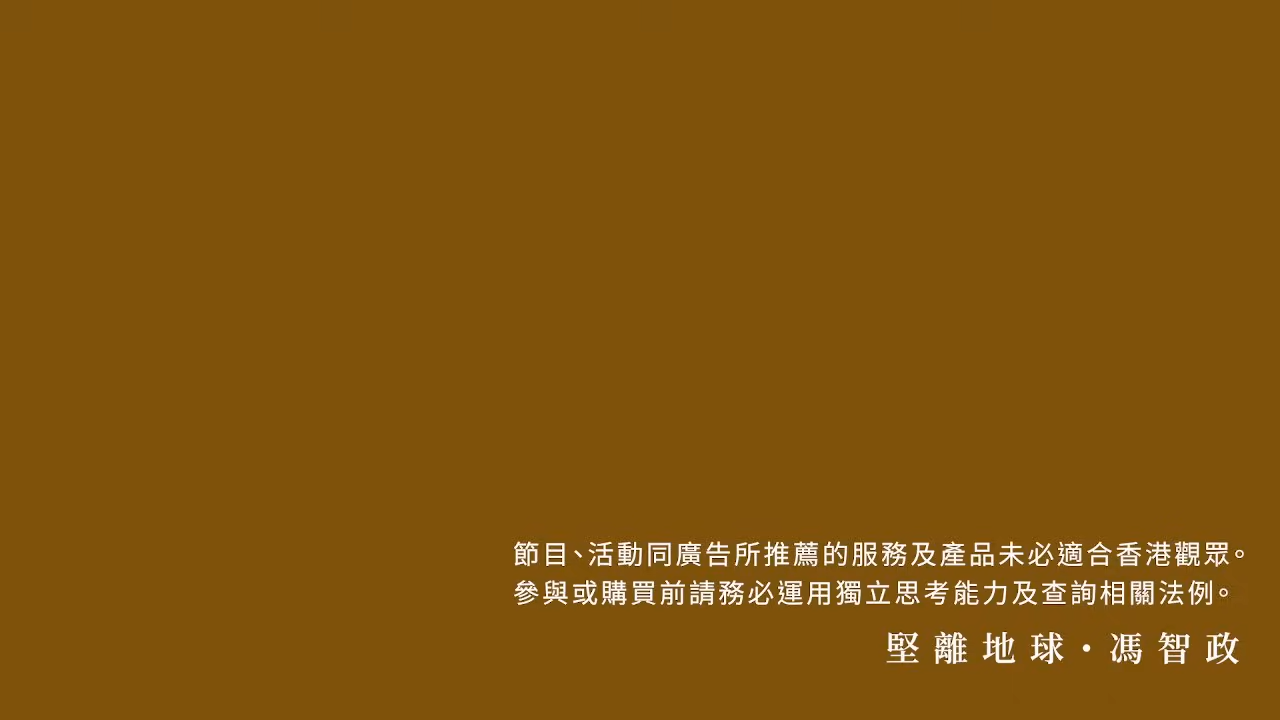 節目、活動同廣告所推薦的服務及產品未必適合香港觀眾。
參與或購買前請務必運用獨立思考能力及查詢相關法例。
堅離地球・馮智政